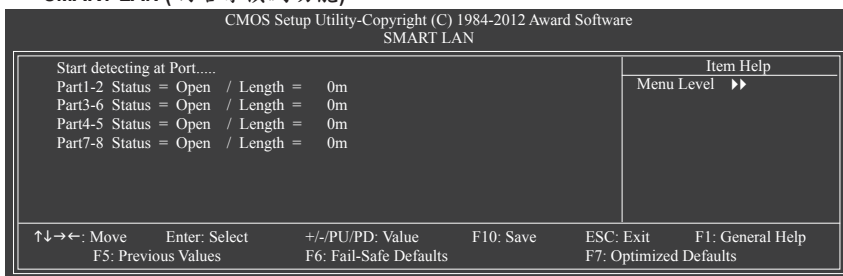 SMART LAN
CMOS Setup Utility-Copyright (C) 1984-2012 Award Software
SMART LAN
Start detecting at Port.....
Part1-2 Status = Open / Length = 0m
Part3-6 Status = Open / Length = 0m
Part4-5 Status = Open / Length = 0m
Part7-8 Status = Open / Length = 0m
Item Help
Menu Level
↑↓→←: Move Enter: Select +/-/PU/PD: Value F10: Save ESC: Exit F1: General Help
F5: Previous Values F6: Fail-Safe Defaults F7: Optimized Defaults